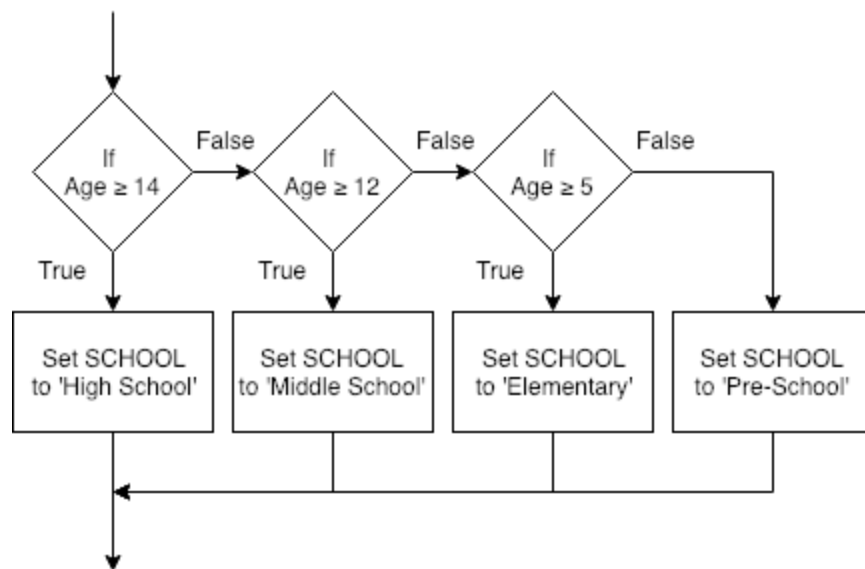 If
Age ≥ 14
False
If
Age ≥ 12
False
If
Age ≥ 5
False
True
True
True
Set SCHOOL
to 'High School'
Set SCHOOL
to 'Middle School'
Set SCHOOL
to 'Elementary'
Set SCHOOL
to 'Pre-School'